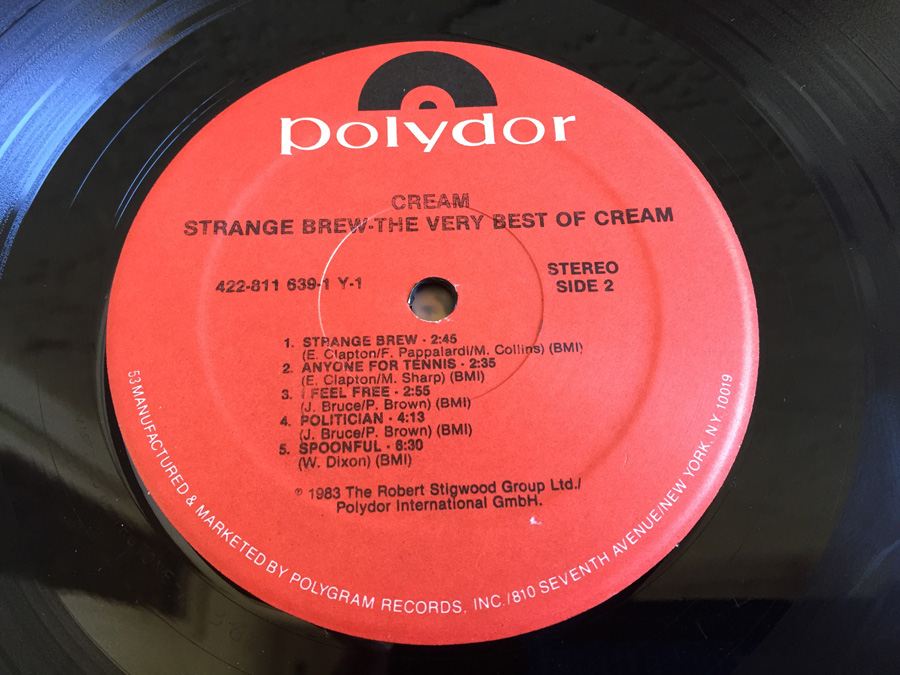 polydor
CREAM
STRANGE BREW-THE VERY BEST OF CREAM
422-811 639-1 Y-1
STEREO
SIDE 2
1. STRANGE BREW - 2:45
(E. Clapton/F. Pappalardi/M. Collins) (BMI)
2. ANYONE FOR TENNIS - 2:35
(E. Clapton/M. Sharp) (BMI)
3. I FEEL FREE - 2:55
(J. Bruce/P. Brown) (BMI)
4. POLITICIAN - 4:13
(J. Bruce/P. Brown) (BMI)
5. SPOONFUL - 6:30
(W. Dixon) (BMI)
℗ 1983 The Robert Stigwood Group Ltd./
Polydor International GmbH.
53 MANUFACTURED & MARKETED BY POLYGRAM RECORDS, INC./810 SEVENTH AVENUE/NEW YORK, N.Y. 10019